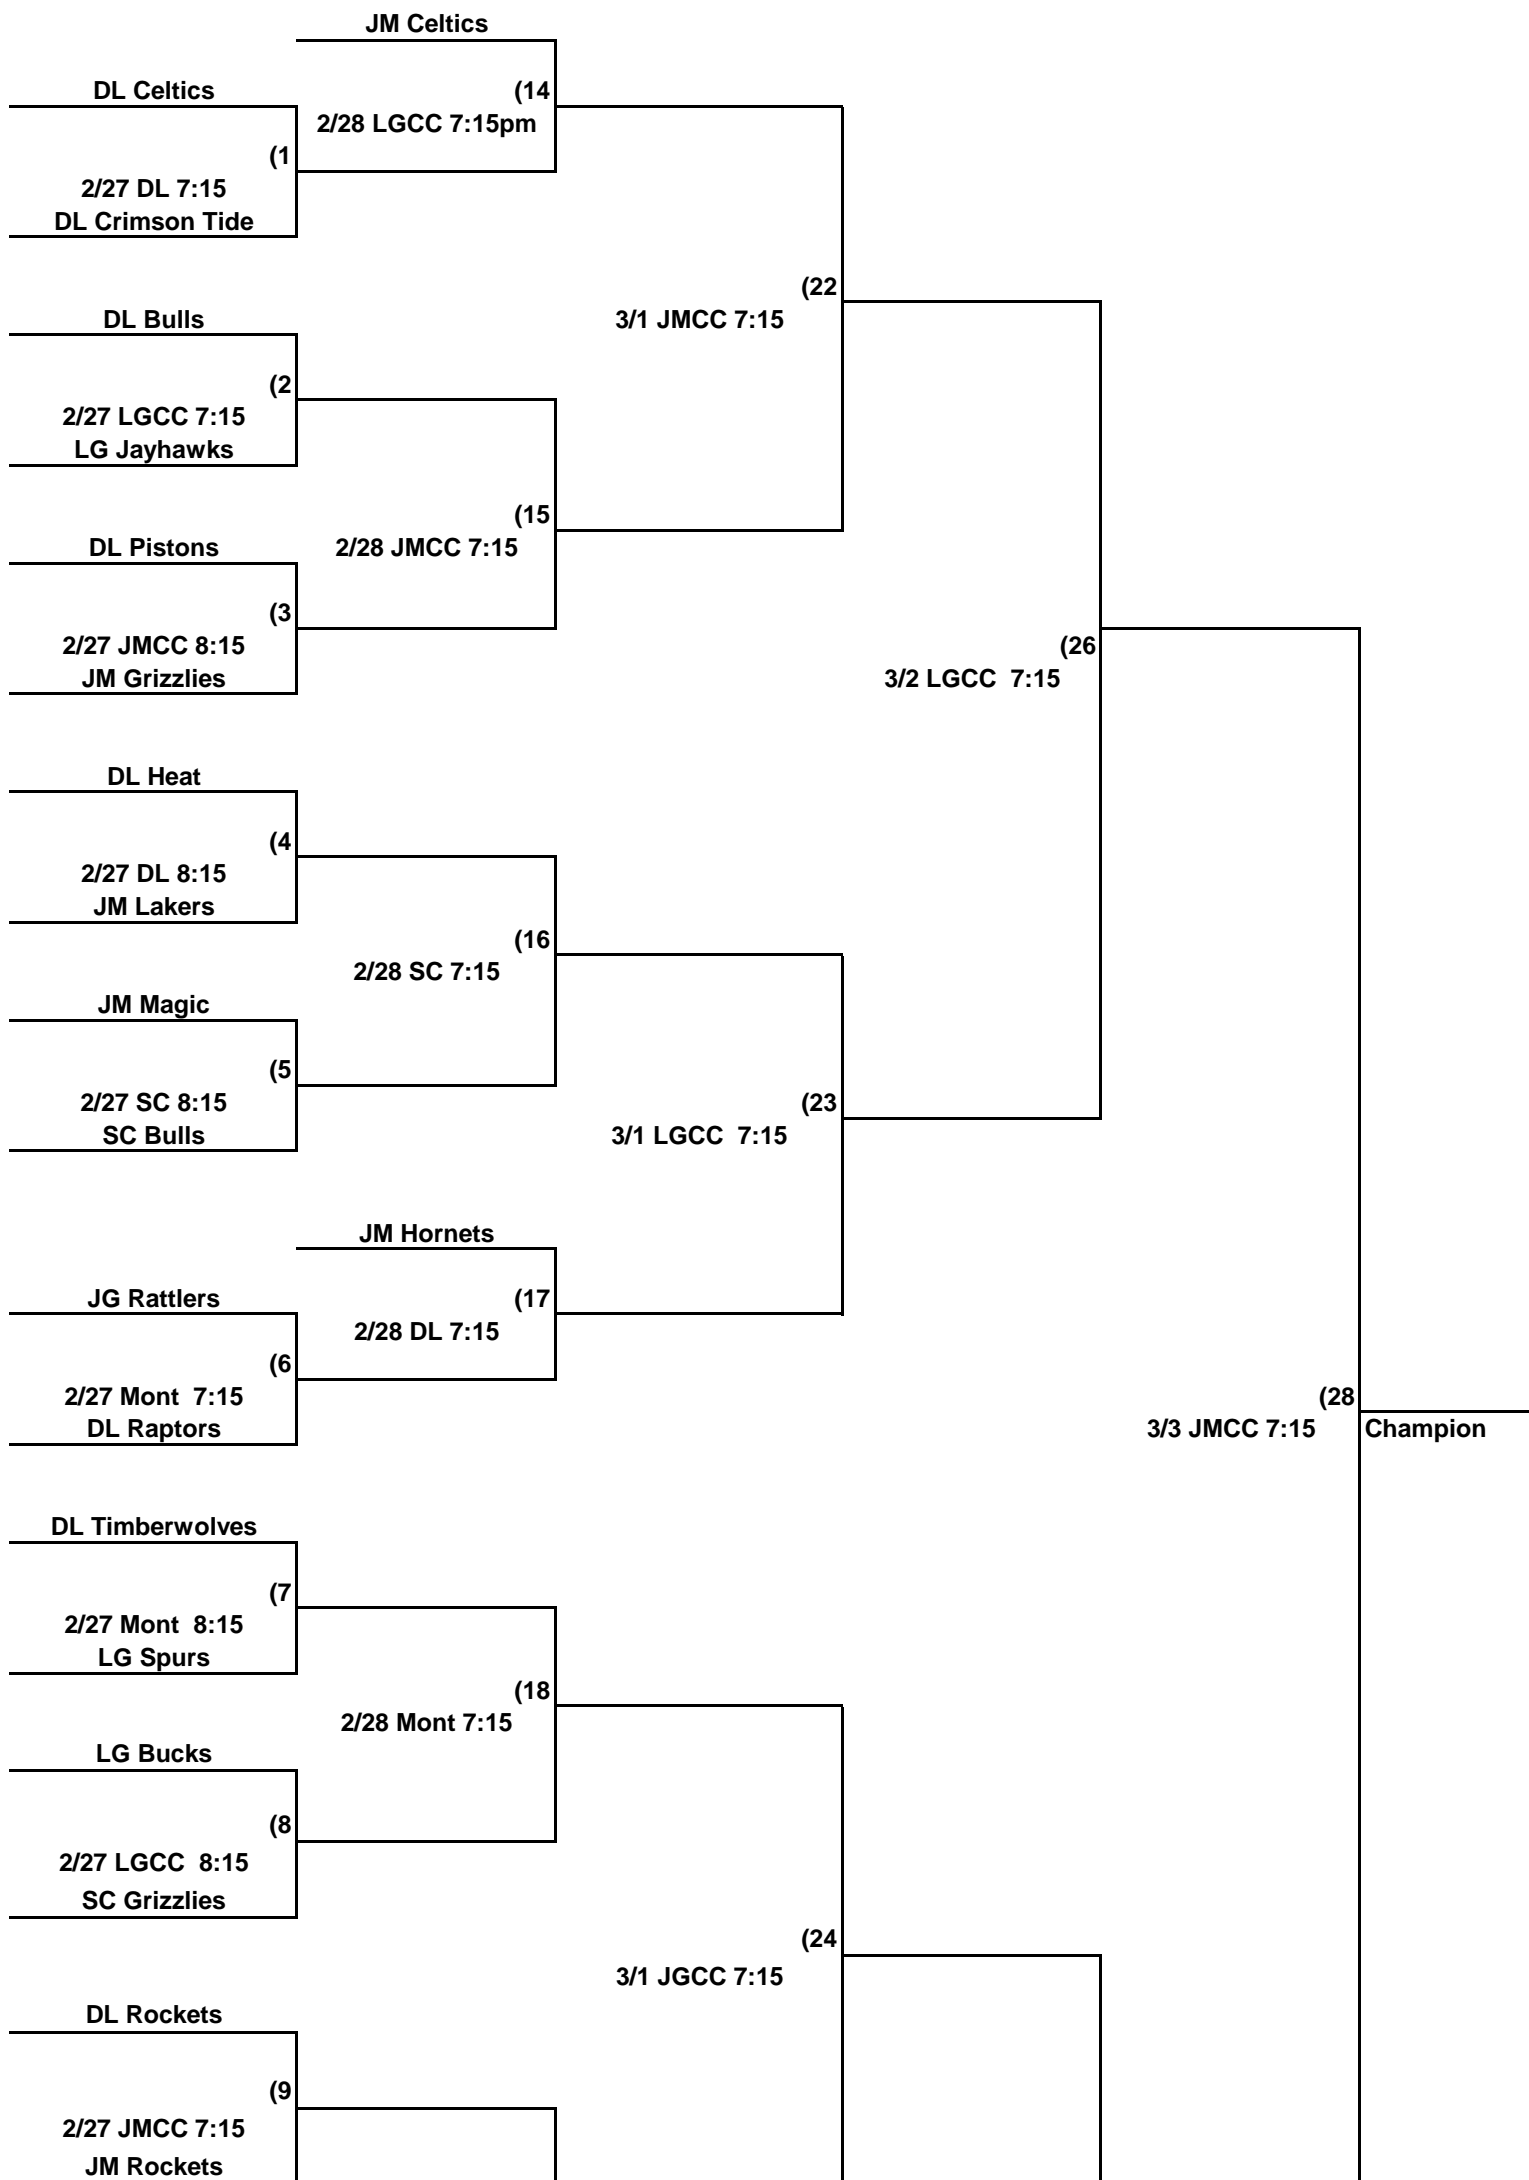 JM Celtics
DL Celtics
(14
2/28 LGCC 7:15pm
(1
2/27 DL 7:15
DL Crimson Tide
(22
3/1 JMCC 7:15
DL Bulls
(2
2/27 LGCC 7:15
LG Jayhawks
(15
2/28 JMCC 7:15
DL Pistons
(3
2/27 JMCC 8:15
JM Grizzlies
(26
3/2 LGCC  7:15
DL Heat
(4
2/27 DL 8:15
JM Lakers
(16
2/28 SC 7:15
JM Magic
(5
2/27 SC 8:15
SC Bulls
(23
3/1 LGCC  7:15
JM Hornets
JG Rattlers
(17
2/28 DL 7:15
(6
2/27 Mont  7:15
DL Raptors
(28
3/3 JMCC 7:15
Champion
DL Timberwolves
(7
2/27 Mont  8:15
LG Spurs
(18
2/28 Mont 7:15
LG Bucks
(8
2/27 LGCC  8:15
SC Grizzlies
(24
3/1 JGCC 7:15
DL Rockets
(9
2/27 JMCC 7:15
JM Rockets